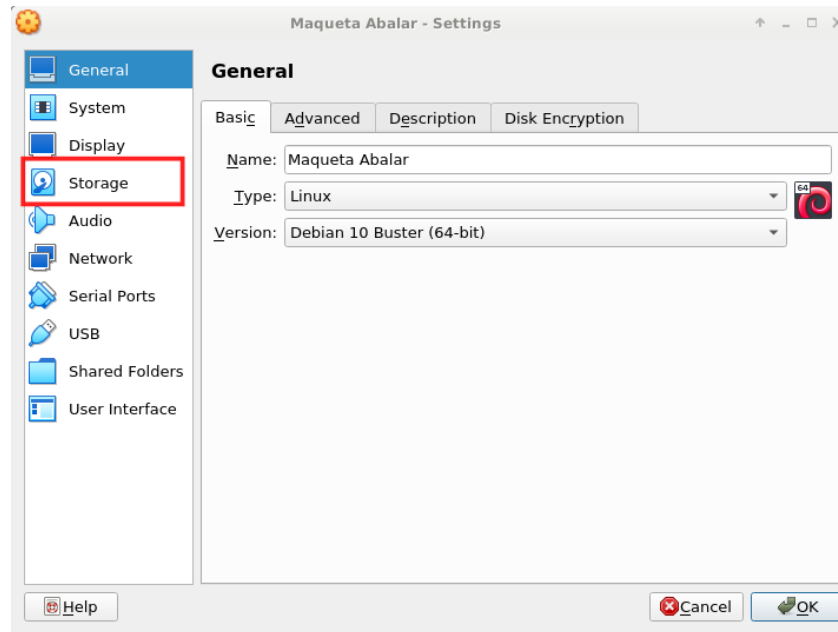 Maqueta Abalar - Settings
General
System
Display
Storage
Audio
Network
Serial Ports
USB
Shared Folders
User Interface
General
Basic Advanced Description Disk Encryption
Name: Maqueta Abalar
Type: Linux
64
Version: Debian 10 Buster (64-bit)
Help Cancel OK